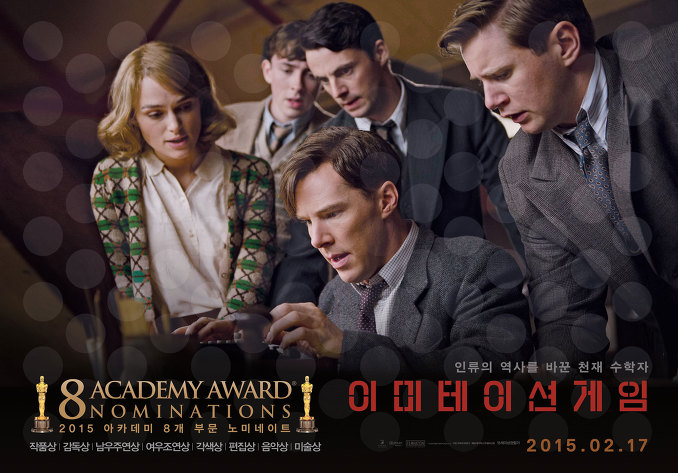 인류의 역사를 바꾼 천재 수학자
이미테이션게임
8 ACADEMY AWARD®
NOMINATIONS
2015 아카데미 8개 부문 노미네이트
작품상 | 감독상 | 남우주연상 | 여우조연상 | 각색상 | 편집상 | 음악상 | 미술상
2015.02.17